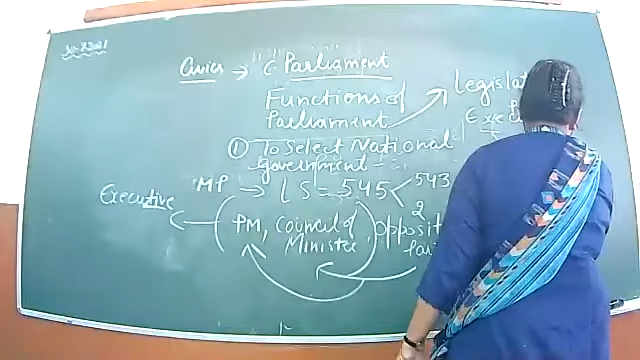 Civics → " C " Parliament
Functions of
Parliament
Legislat
Exec
① To Select National
government
'MP → LS = 545 < 543
2
Executive
PM, Council of
Minister
opposit